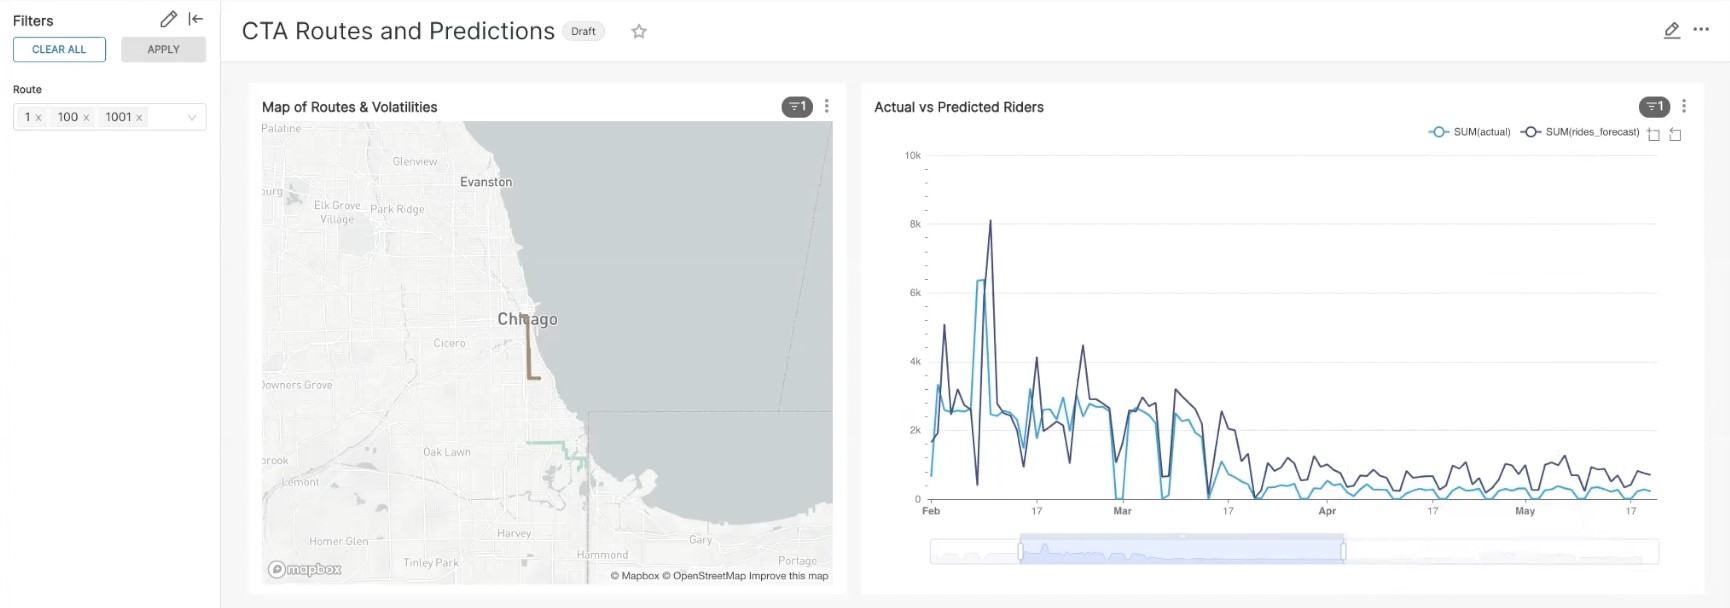 Filters
CLEAR ALL
APPLY
Route
1 x 100 x 1001 x
CTA Routes and Predictions
Draft
Map of Routes & Volatilities
1
Palatine
Glenview
Evanston
Elk Grove
Village
Park Ridge
Chicago
Cicero
Downers Grove
Oak Lawn
Lemont
Homer Glen
Harvey
Tinley Park
Hammond
Gary
Portage
mapbox
© Mapbox © OpenStreetMap Improve this map
Actual vs Predicted Riders
1
SUM(actual) SUM(rides_forecast)
10k
8k
6k
4k
2k
0
Feb 17 Mar 17 Apr 17 May 17